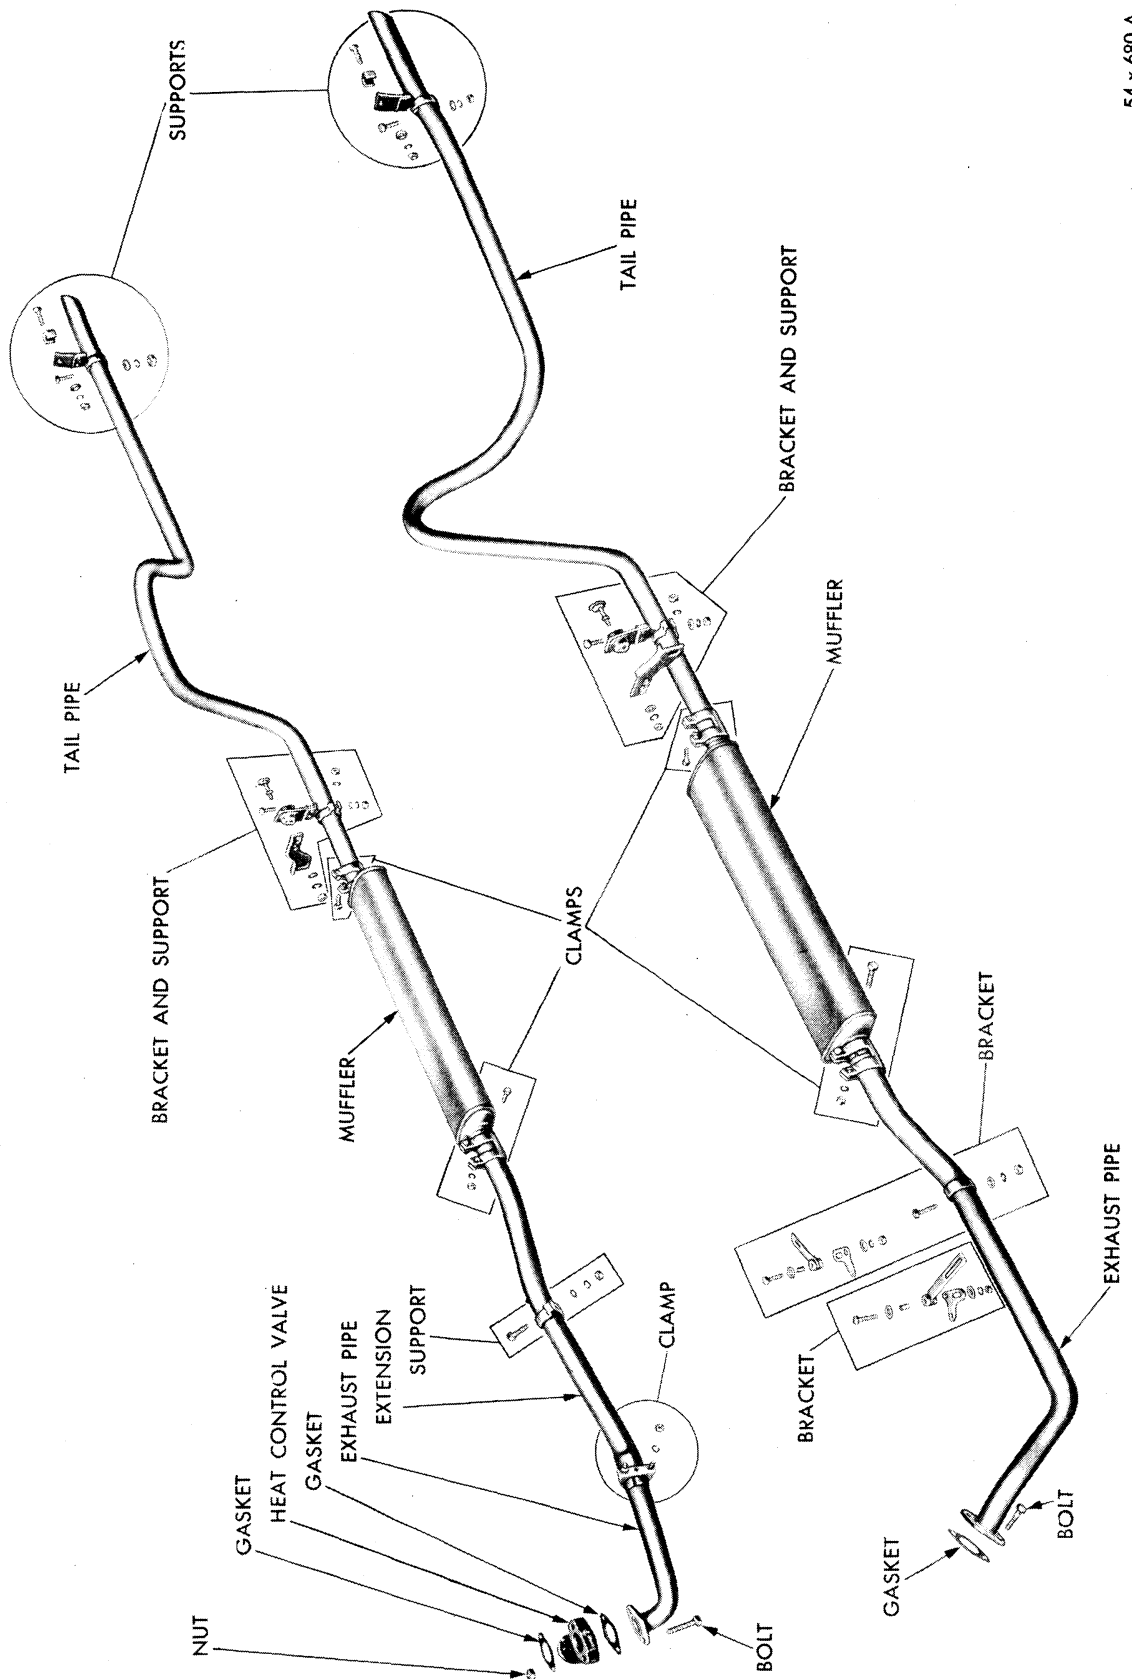 TAIL PIPE
BRACKET AND SUPPORT
SUPPORTS
NUT
GASKET
HEAT CONTROL VALVE
GASKET
MUFFLER
EXHAUST PIPE
EXTENSION
SUPPORT
CLAMPS
TAIL PIPE
CLAMP
BOLT
BRACKET AND SUPPORT
BRACKET
MUFFLER
GASKET
BRACKET
BOLT
EXHAUST PIPE
54 x